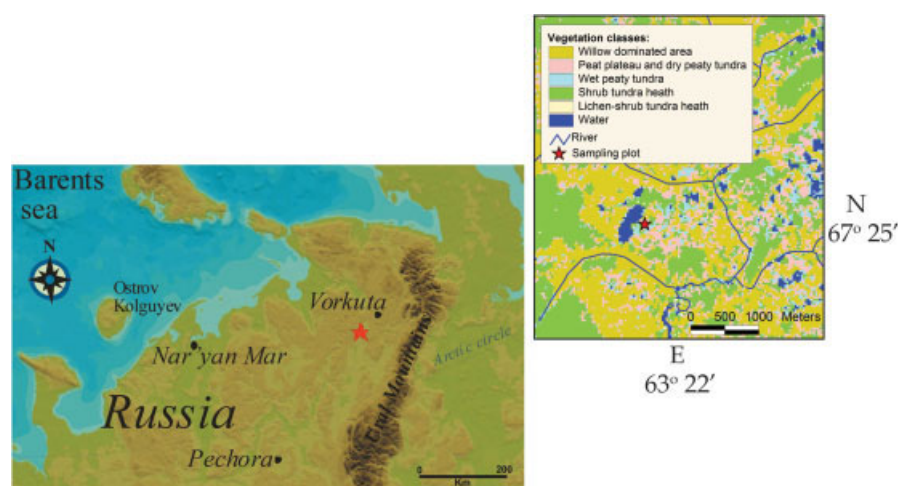 Barents
sea
N
Ostrov
Kolguyev
Vorkuta
Nar'yan Mar
Ural Mountains
Arctic circle
Russia
Pechora
0 200
Km
Vegetation classes:
Willow dominated area
Peat plateau and dry peaty tundra
Wet peaty tundra
Shrub tundra heath
Lichen-shrub tundra heath
Water
River
Sampling plot
0 500 1000 Meters
N
67° 25'
E
63° 22'